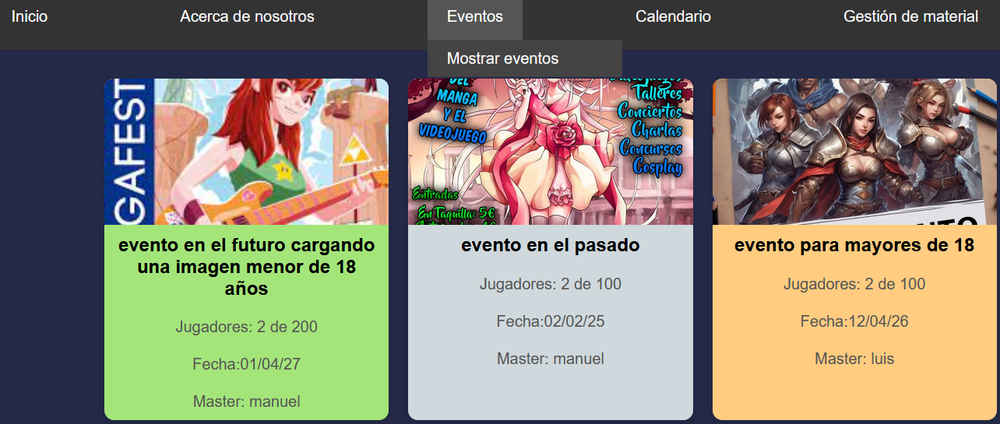 Inicio
Acerca de nosotros
Eventos
Calendario
Gestión de material
Mostrar eventos
GAFEST
DEL
MANGA
Y EL
VIDEOJUEGO
Videojuegos
Talleres
Conciertos
Charlas
Concursos
Cosplay
Entradas
En Taquilla: 5€
evento en el futuro cargando
una imagen menor de 18
años
Jugadores: 2 de 200
Fecha:01/04/27
Master: manuel
evento en el pasado
Jugadores: 2 de 100
Fecha:02/02/25
Master: manuel
evento para mayores de 18
Jugadores: 2 de 100
Fecha:12/04/26
Master: luis